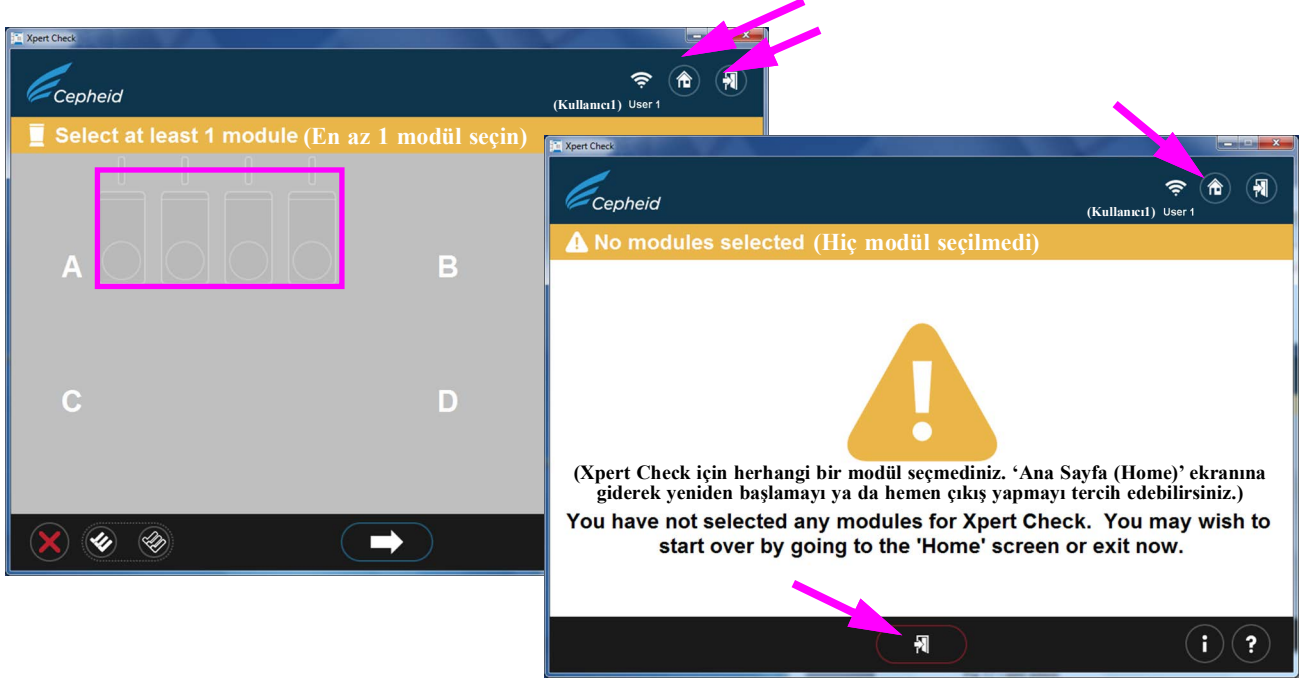 Xpert Check
Cepheid
(Kullanıcı1) User 1
Select at least 1 module (En az 1 modül seçin)
A
B
C
D
Xpert Check
Cepheid
(Kullanıcı1) User 1
No modules selected (Hiç modül seçilmedi)
(Xpert Check için herhangi bir modül seçmediniz. ‘Ana Sayfa (Home)’ ekranına
giderek yeniden başlamayı ya da hemen çıkış yapmayı tercih edebilirsiniz.)
You have not selected any modules for Xpert Check. You may wish to
start over by going to the 'Home' screen or exit now.
i ?